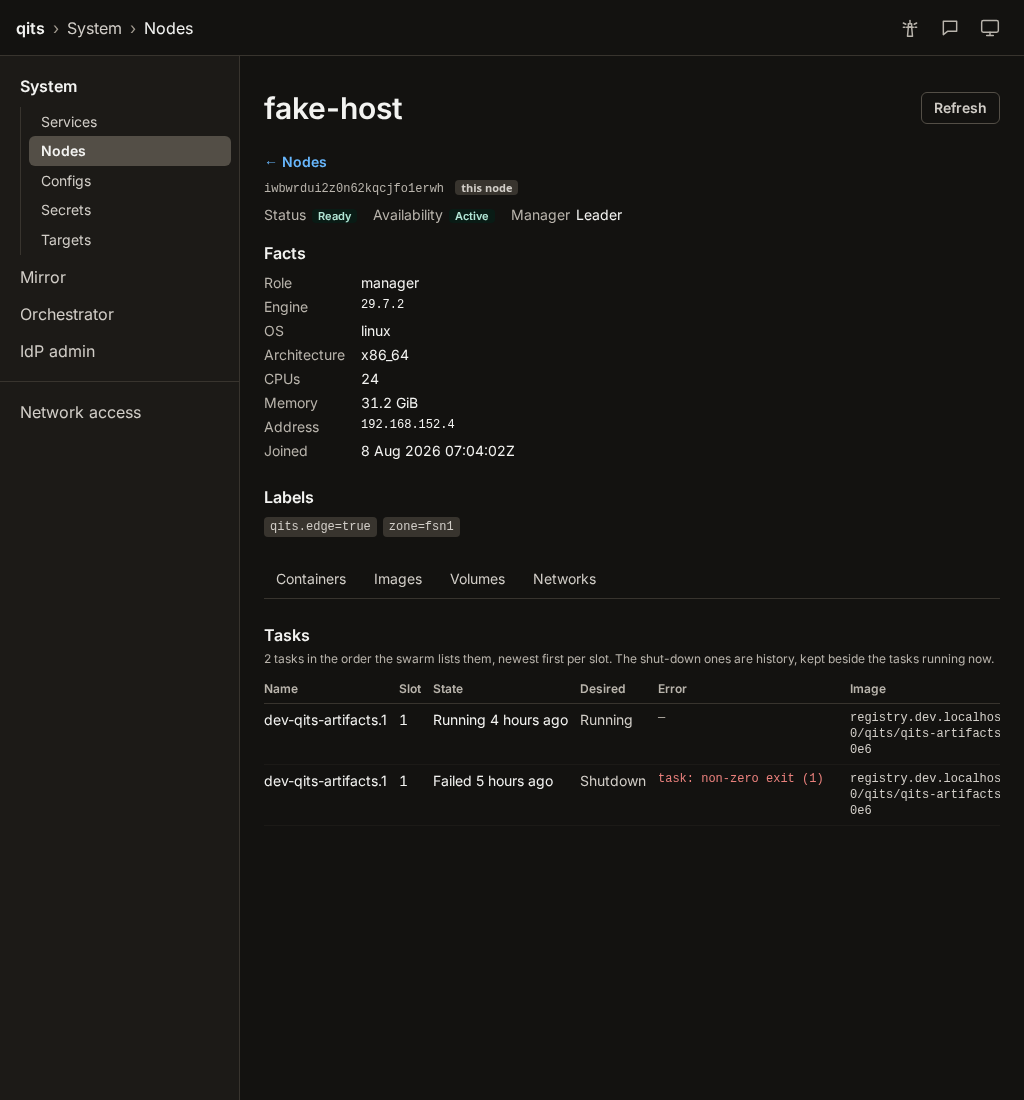 qits › System › Nodes
System
Services
Nodes
Configs
Secrets
Targets
Mirror
Orchestrator
IdP admin
Network access
fake-host
Refresh
← Nodes
iwbwrdui2z0n62kqcjfo1erwh this node
Status Ready Availability Active Manager Leader
Facts
Role manager
Engine 29.7.2
OS linux
Architecture x86_64
CPUs 24
Memory 31.2 GiB
Address 192.168.152.4
Joined 8 Aug 2026 07:04:02Z
Labels
qits.edge=true zone=fsn1
Containers Images Volumes Networks
Tasks
2 tasks in the order the swarm lists them, newest first per slot. The shut-down ones are history, kept beside the tasks running now.
Name Slot State Desired Error Image
dev-qits-artifacts.1 1 Running 4 hours ago Running — registry.dev.localhos
0/qits/qits-artifacts
0e6
dev-qits-artifacts.1 1 Failed 5 hours ago Shutdown task: non-zero exit (1) registry.dev.localhos
0/qits/qits-artifacts
0e6